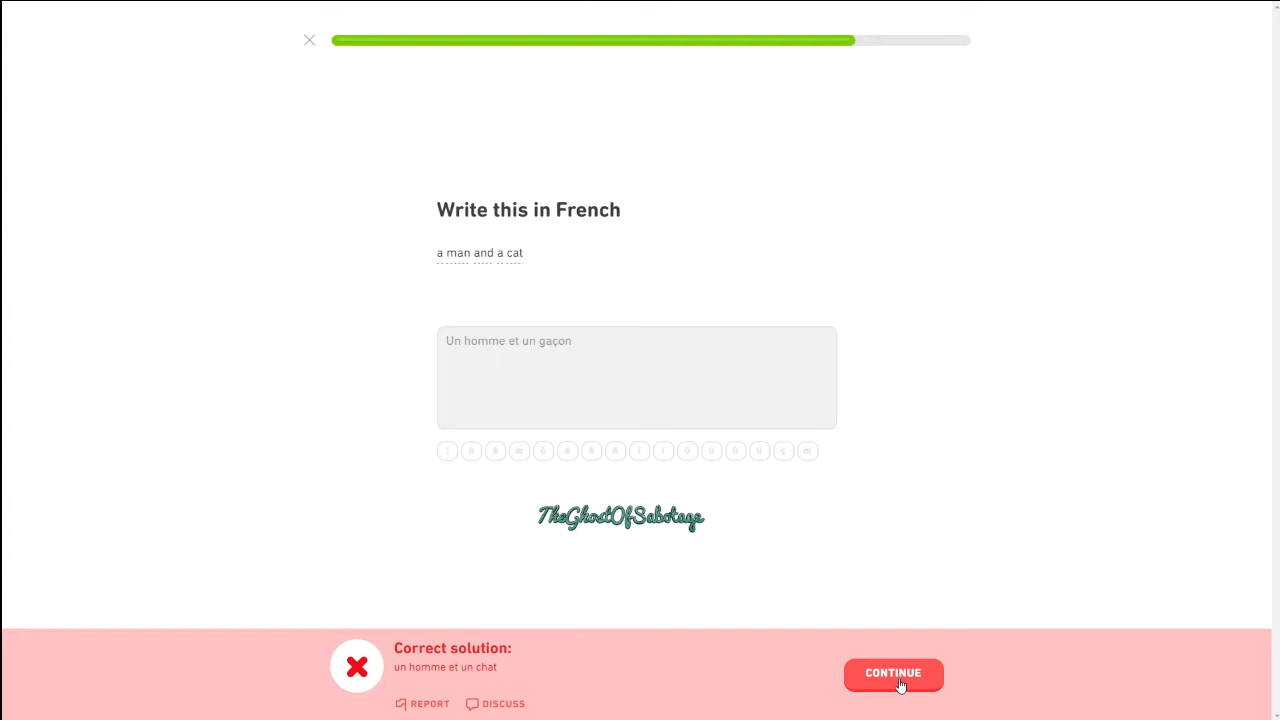 Write this in French
a man and a cat
Un homme et un gaçon
TheGhostOfSabotage
Correct solution:
un homme et un chat
REPORT DISCUSS
CONTINUE